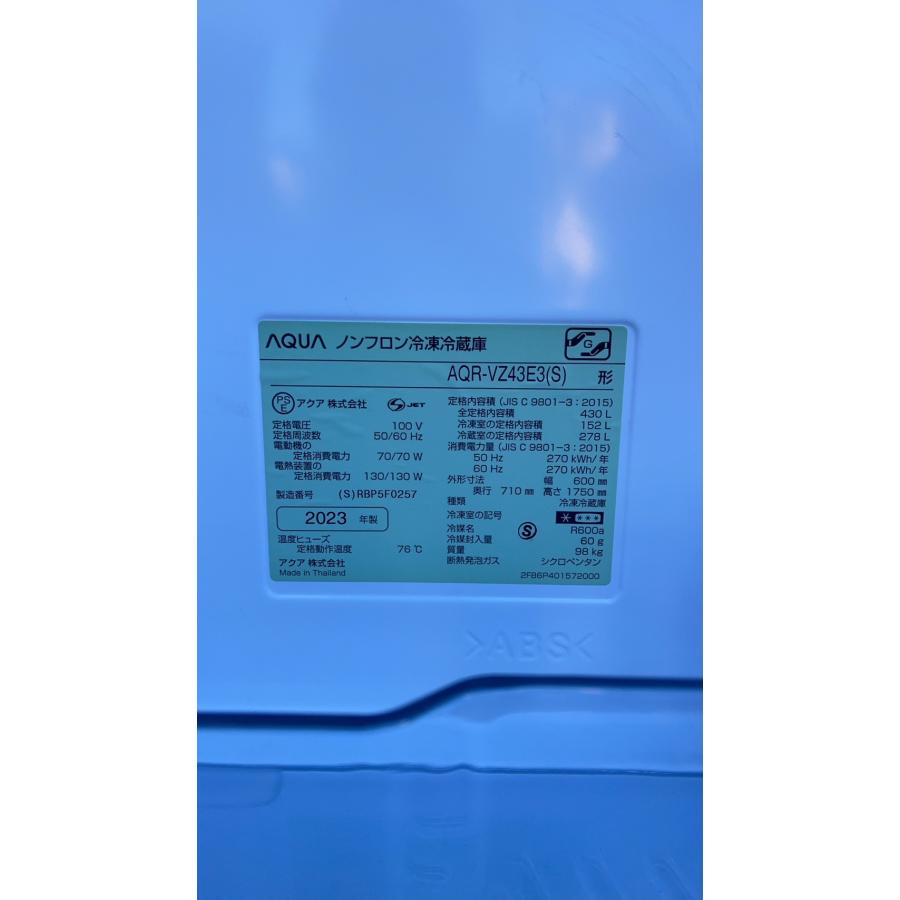 AQUA ノンフロン冷凍冷蔵庫 G
AQR-VZ43E3(S) 形
PSE アクア 株式会社 S JET
定格電圧 100 V
定格周波数 50/60 Hz
電動機の
定格消費電力 70/70 W
電熱装置の
定格消費電力 130/130 W
製造番号 (S)RBP5F0257
2023 年製
温度ヒューズ
定格動作温度 76℃
アクア 株式会社
Made in Thailand
定格内容積 (JIS C 9801-3:2015)
全定格内容積 430 L
冷凍室の定格内容積 152 L
冷蔵室の定格内容積 278 L
消費電力量 (JIS C 9801-3:2015)
50 Hz 270 kWh/年
60 Hz 270 kWh/年
外形寸法 幅 600 mm
奥行 710 mm 高さ 1750 mm
種類 冷凍冷蔵庫
冷凍室の記号 * ***
冷媒名 S R600a
冷媒封入量 60 g
質量 98 kg
断熱発泡ガス シクロペンタン
2FB6P401572000
>ABS<